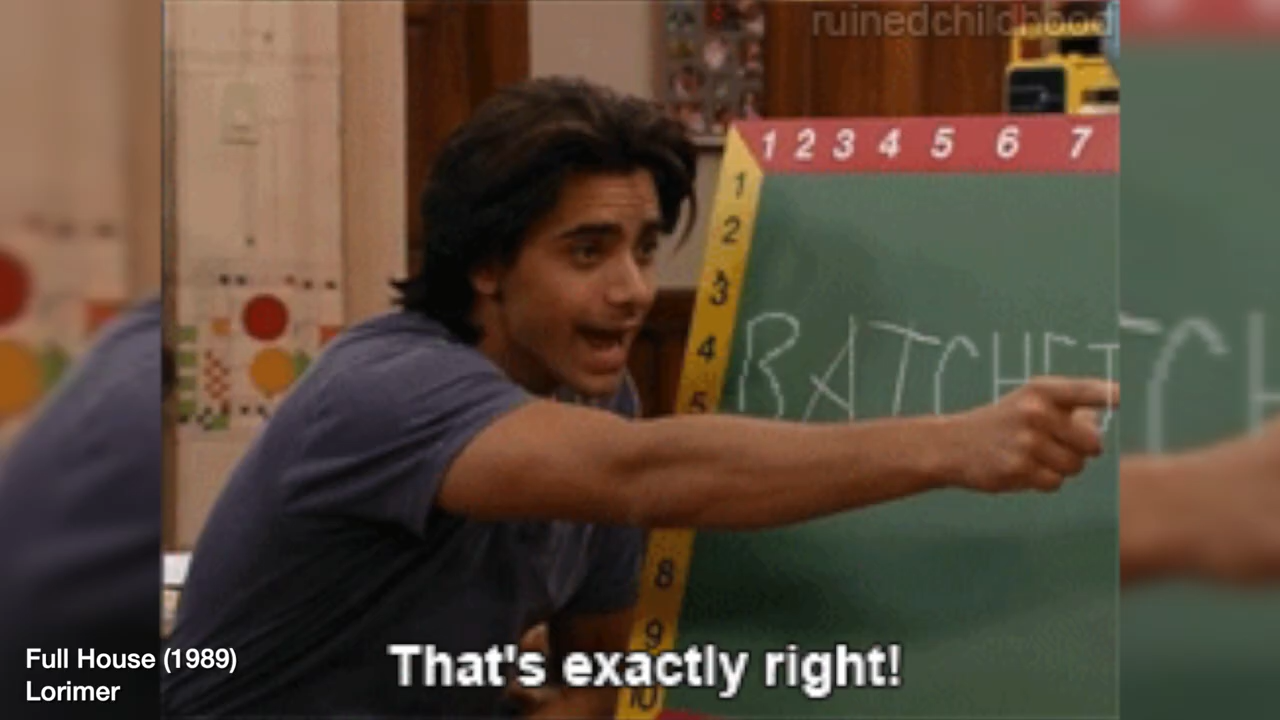 ruinedchildhood
1 2 3 4 5 6 7
1
2
3
4
5
8
9
10
RATCHET
Full House (1989)
Lorimer
That's exactly right!